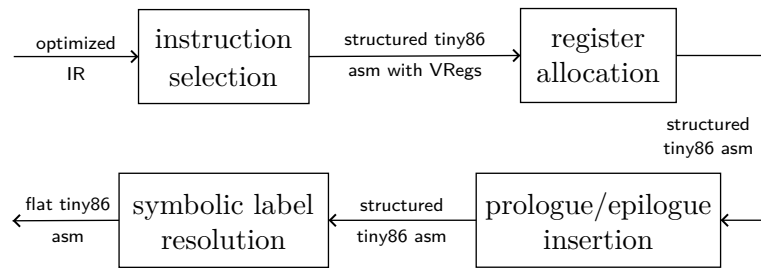 optimized
IR
instruction
selection
structured tiny86
asm with VRegs
register
allocation
structured
tiny86 asm
prologue/epilogue
insertion
structured
tiny86 asm
symbolic label
resolution
flat tiny86
asm